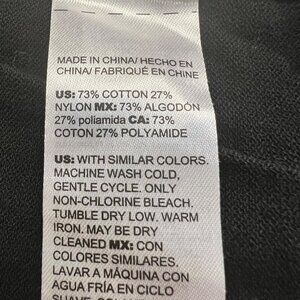 MADE IN CHINA/ HECHO EN
CHINA/ FABRIQUÉ EN CHINE
US: 73% COTTON 27%
NYLON MX: 73% ALGODÓN
27% poliamida CA: 73%
COTON 27% POLYAMIDE
US: WITH SIMILAR COLORS.
MACHINE WASH COLD,
GENTLE CYCLE. ONLY
NON-CHLORINE BLEACH.
TUMBLE DRY LOW. WARM
IRON. MAY BE DRY
CLEANED MX: CON
COLORES SIMILARES.
LAVAR A MÁQUINA CON
AGUA FRÍA EN CICLO